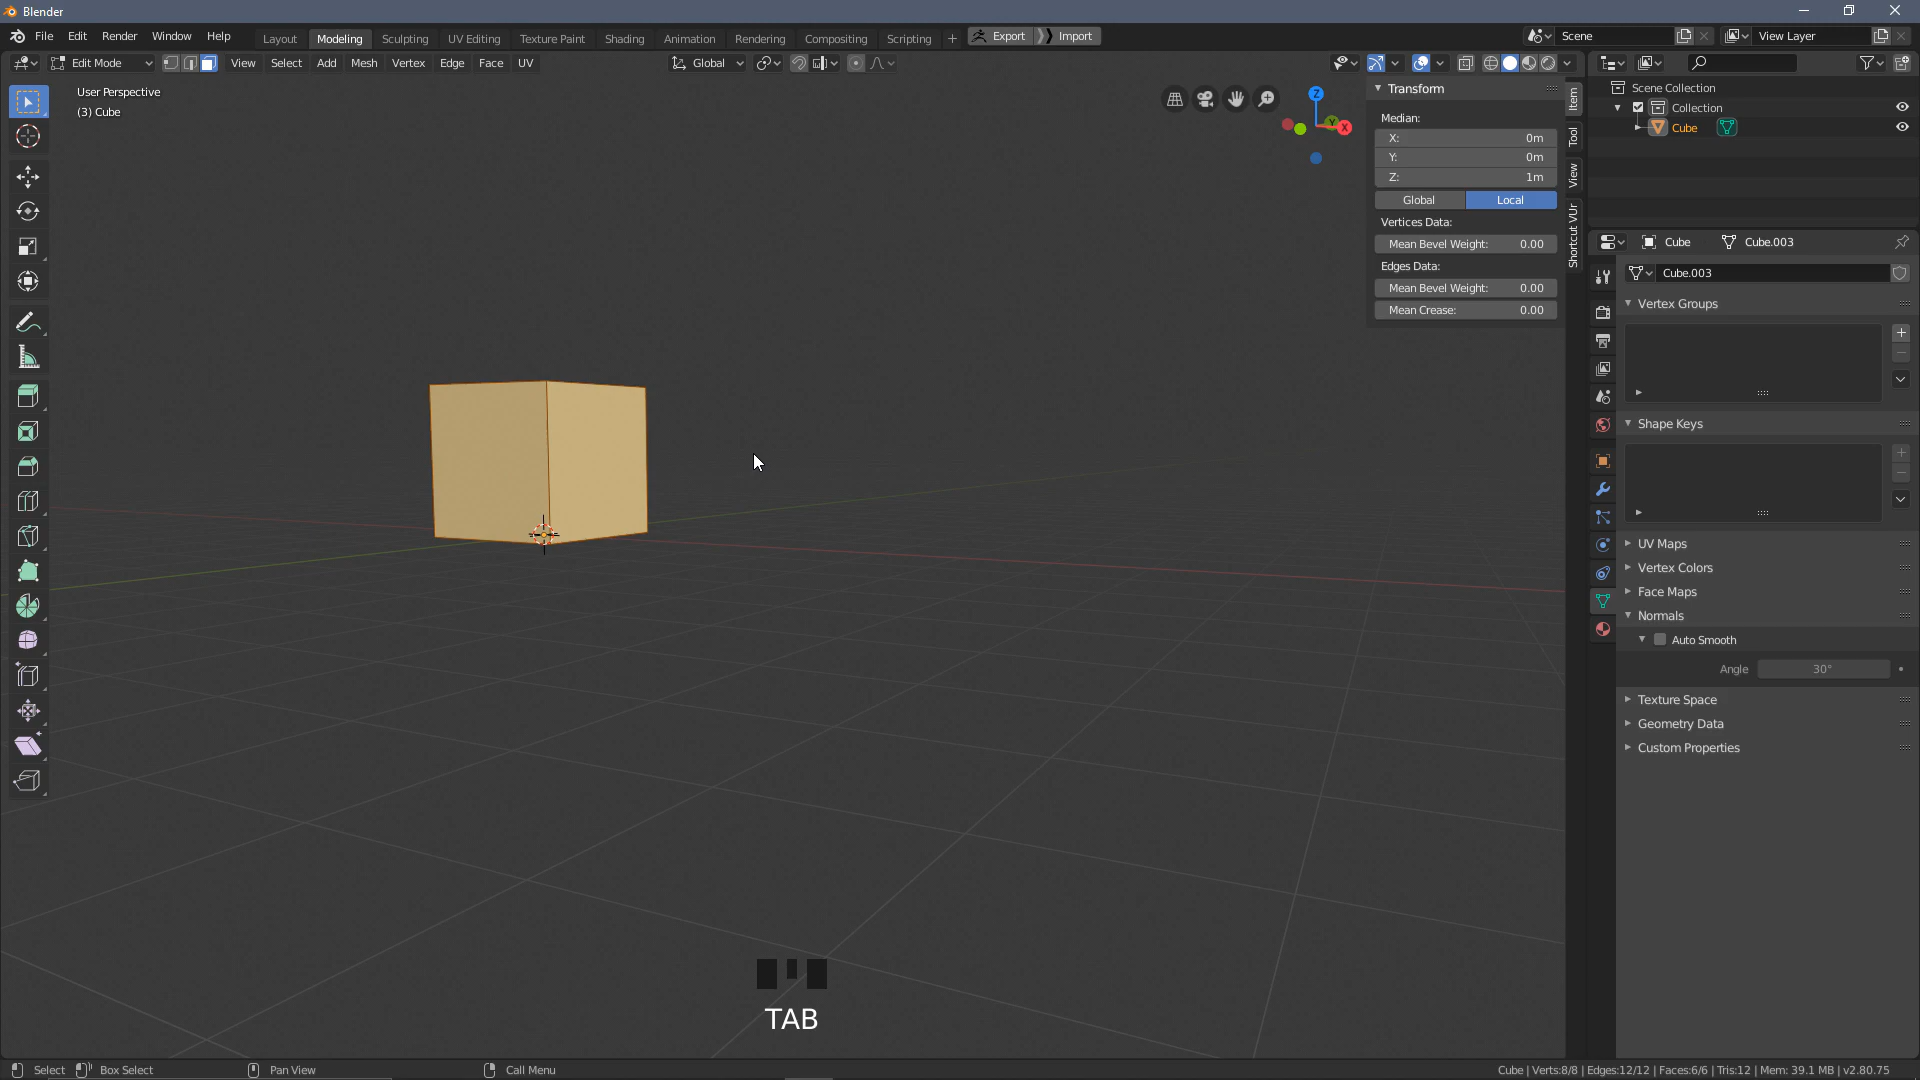 Blender
File Edit Render Window Help Layout Modeling Sculpting UV Editing Texture Paint Shading Animation Rendering Compositing Scripting + Export Import Scene View Layer
Edit Mode View Select Add Mesh Vertex Edge Face UV Global
User Perspective
(3) Cube
Z
Y
X
Transform
Median:
X: 0m
Y: 0m
Z: 1m
Global Local
Vertices Data:
Mean Bevel Weight: 0.00
Edges Data:
Mean Bevel Weight: 0.00
Mean Crease: 0.00
Item
Tool
View
Shortcut VUr
Scene Collection
Collection
Cube
Cube Cube.003
Cube.003
Vertex Groups
Shape Keys
UV Maps
Vertex Colors
Face Maps
Normals
Auto Smooth
Angle 30°
Texture Space
Geometry Data
Custom Properties
TAB
Select Box Select Pan View Call Menu Cube | Verts:8/8 | Edges:12/12 | Faces:6/6 | Tris:12 | Mem: 39.1 MB | v2.80.75